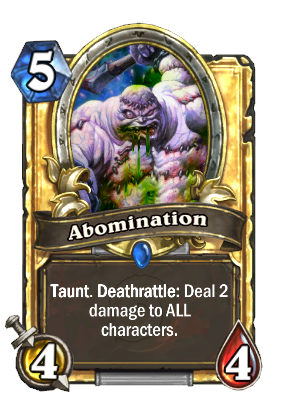 5
Abomination
Taunt. Deathrattle: Deal 2
damage to ALL
characters.
4
4